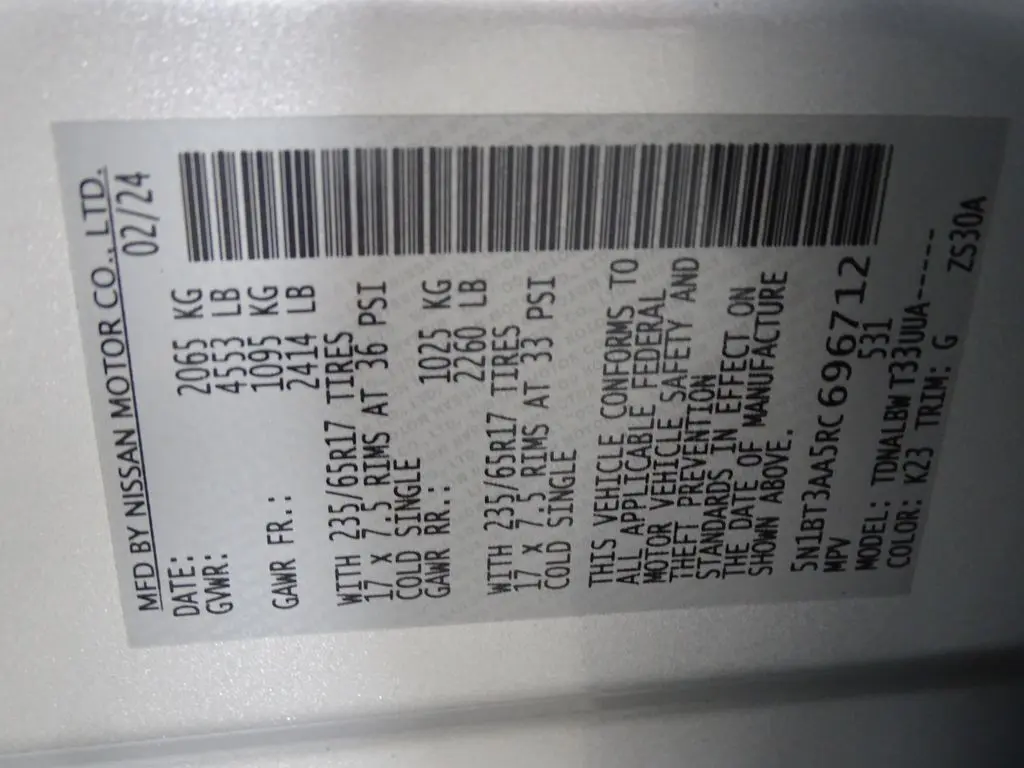 MFD BY NISSAN MOTOR CO., LTD.
DATE: 02/24
GVWR: 2065 KG
4553 LB
GAWR FR.: 1095 KG
2414 LB
WITH 235/65R17 TIRES
17 X 7.5 RIMS AT 36 PSI
COLD SINGLE
GAWR RR.: 1025 KG
2260 LB
WITH 235/65R17 TIRES
17 X 7.5 RIMS AT 33 PSI
COLD SINGLE
THIS VEHICLE CONFORMS TO
ALL APPLICABLE FEDERAL
MOTOR VEHICLE SAFETY AND
THEFT PREVENTION
STANDARDS IN EFFECT ON
THE DATE OF MANUFACTURE
SHOWN ABOVE.
5N1BT3AA5RC696712
MPV 531
MODEL: TDNALBWT33UUA-----
COLOR: K23 TRIM: G ZS30A